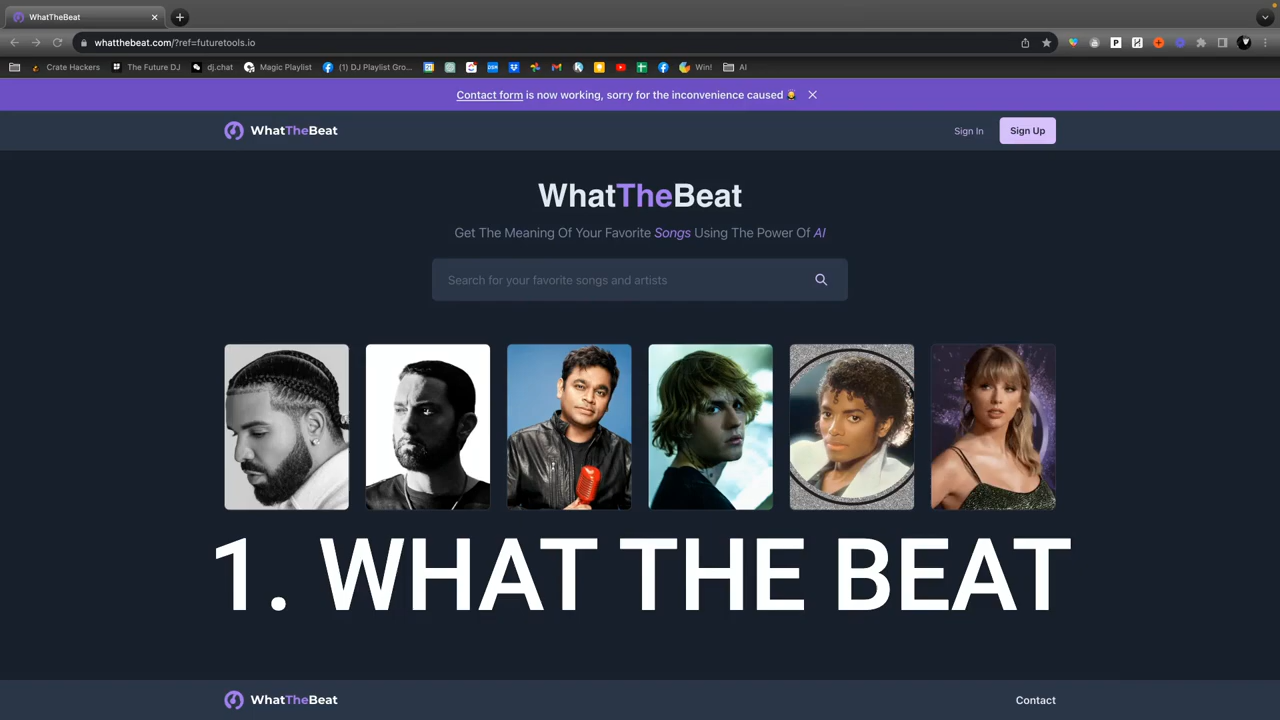 WhatTheBeat
whatthebeat.com/?ref=futuretools.io
Crate Hackers
The Future DJ
dj.chat
Magic Playlist
(1) DJ Playlist Gro...
Win!
AI
Contact form is now working, sorry for the inconvenience caused
WhatTheBeat
Sign In
Sign Up
WhatTheBeat
Get The Meaning Of Your Favorite Songs Using The Power Of AI
Search for your favorite songs and artists
1. WHAT THE BEAT
WhatTheBeat
Contact